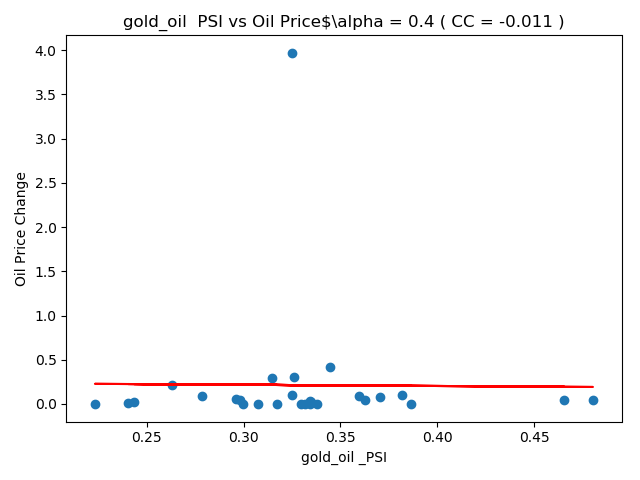 gold_oil  PSI vs Oil Price$\alpha = 0.4 ( CC = -0.011 )
4.0
3.5
3.0
2.5
2.0
1.5
1.0
0.5
0.0
Oil Price Change
0.25 0.30 0.35 0.40 0.45
gold_oil _PSI